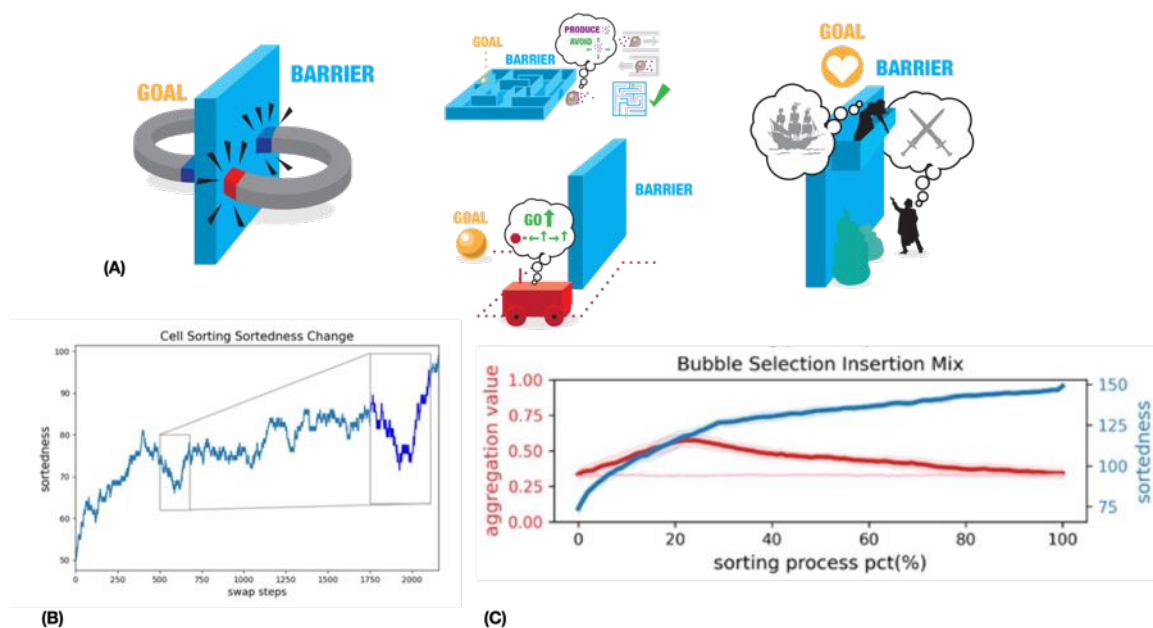 GOAL
BARRIER
(A)
GOAL
BARRIER
PRODUCE
AVOID
GOAL
BARRIER
GO
BARRIER
GOAL
Cell Sorting Sortedness Change
100
90
80
70
60
50
sortedness
0
250
500
750
1000
1250
1500
1750
2000
swap steps
(B)
Bubble Selection Insertion Mix
1.00
0.75
0.50
0.25
0.00
aggregation value
150
125
100
75
sortedness
0
20
40
60
80
100
sorting process pct(%)
(C)